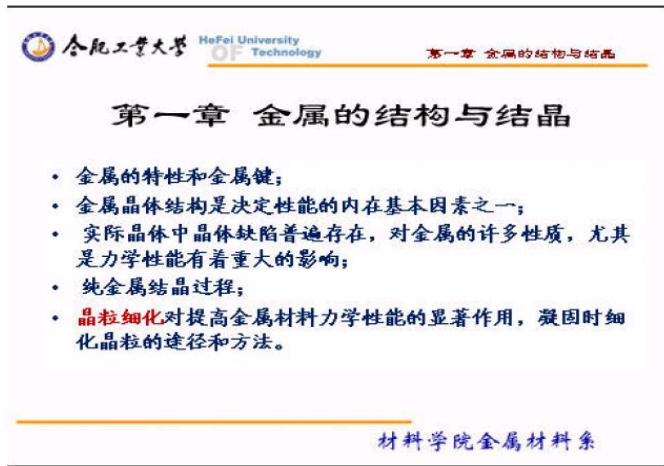 合肥工业大学 HeFei University
OF Technology
第一章 金属的结构与结晶
第一章 金属的结构与结晶
• 金属的特性和金属键；
• 金属晶体结构是决定性能的内在基本因素之一；
• 实际晶体中晶体缺陷普遍存在，对金属的许多性质，尤其
是力学性能有着重大的影响；
• 纯金属结晶过程；
• 晶粒细化对提高金属材料力学性能的显著作用，凝固时细
化晶粒的途径和方法。
材料学院金属材料系